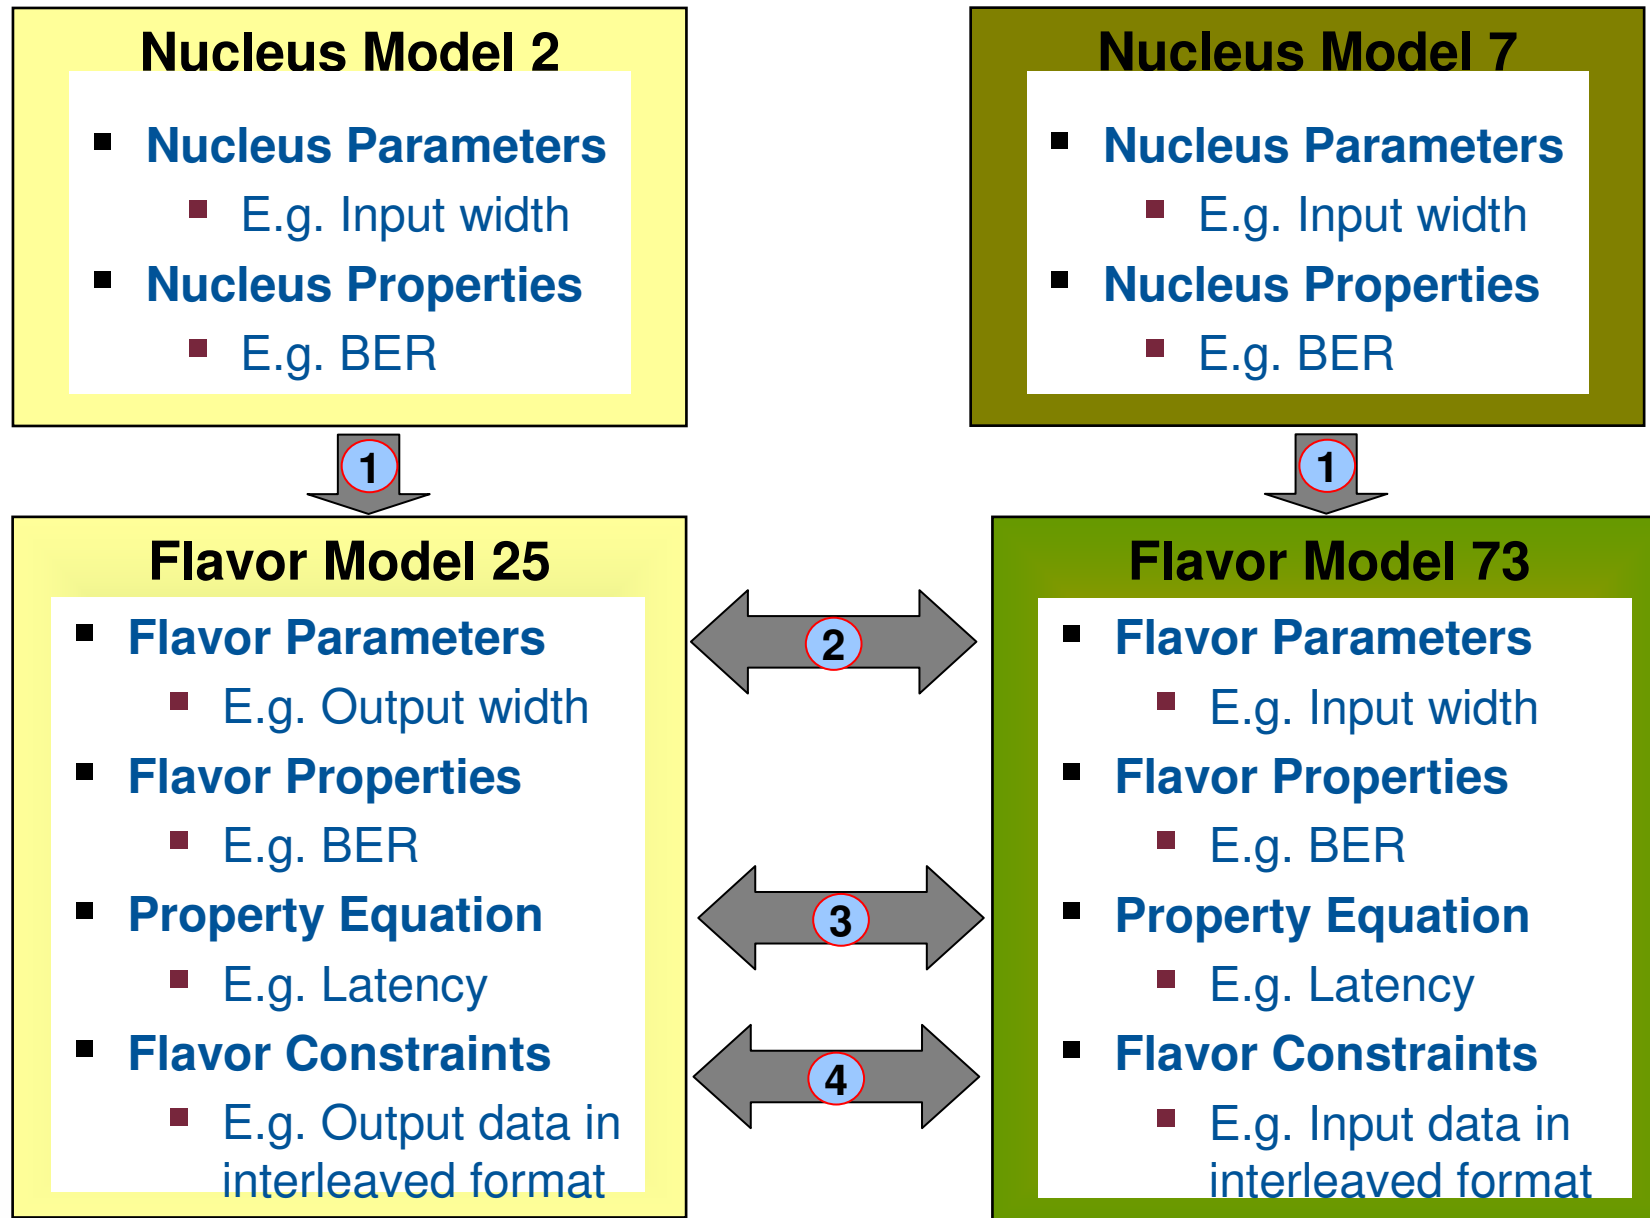 Nucleus Model 2
Nucleus Parameters
E.g. Input width
Nucleus Properties
E.g. BER
Nucleus Model 7
Nucleus Parameters
E.g. Input width
Nucleus Properties
E.g. BER
1
1
Flavor Model 25
Flavor Parameters
E.g. Output width
Flavor Properties
E.g. BER
Property Equation
E.g. Latency
Flavor Constraints
E.g. Output data in
interleaved format
2
3
4
Flavor Model 73
Flavor Parameters
E.g. Input width
Flavor Properties
E.g. BER
Property Equation
E.g. Latency
Flavor Constraints
E.g. Input data in
interleaved format